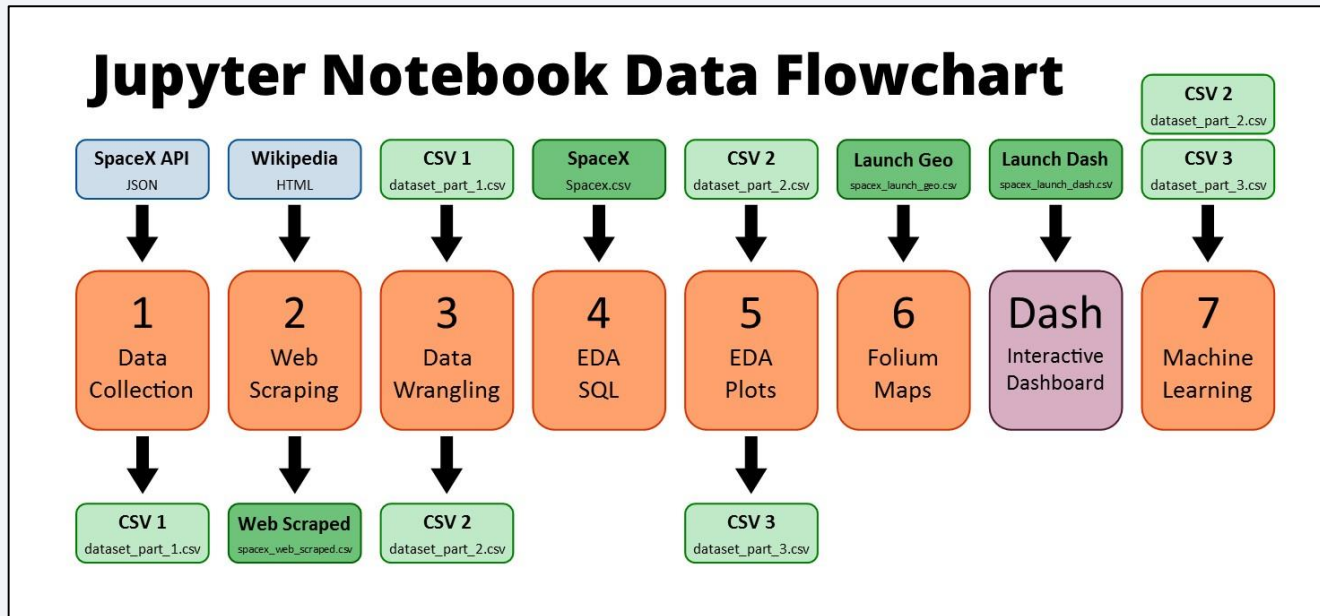 Jupyter Notebook Data Flowchart
CSV 2
dataset_part_2.csv
SpaceX API
JSON
Wikipedia
HTML
CSV 1
dataset_part_1.csv
SpaceX
Spacex.csv
CSV 2
dataset_part_2.csv
Launch Geo
spacex_launch_geo.csv
Launch Dash
spacex_launch_dash.csv
CSV 3
dataset_part_3.csv
1
Data
Collection
2
Web
Scraping
3
Data
Wrangling
4
EDA
SQL
5
EDA
Plots
6
Folium
Maps
Dash
Interactive
Dashboard
7
Machine
Learning
CSV 1
dataset_part_1.csv
Web Scraped
spacex_web_scraped.csv
CSV 2
dataset_part_2.csv
CSV 3
dataset_part_3.csv